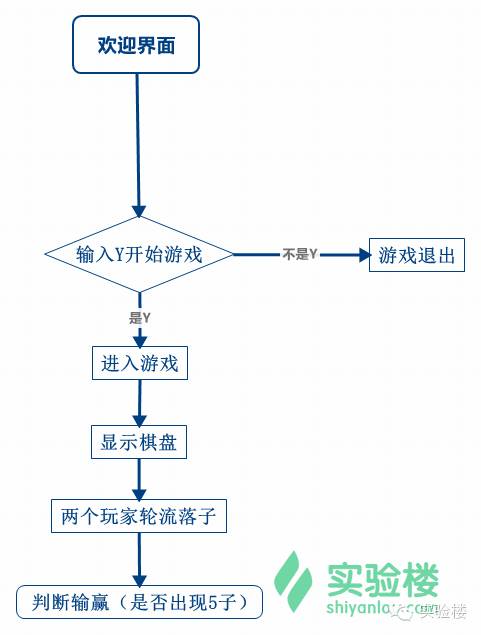 欢迎界面
输入Y开始游戏
不是Y
游戏退出
是Y
进入游戏
显示棋盘
两个玩家轮流落子
判断输赢（是否出现5子）
实验楼
shiyanlou.com
实验楼